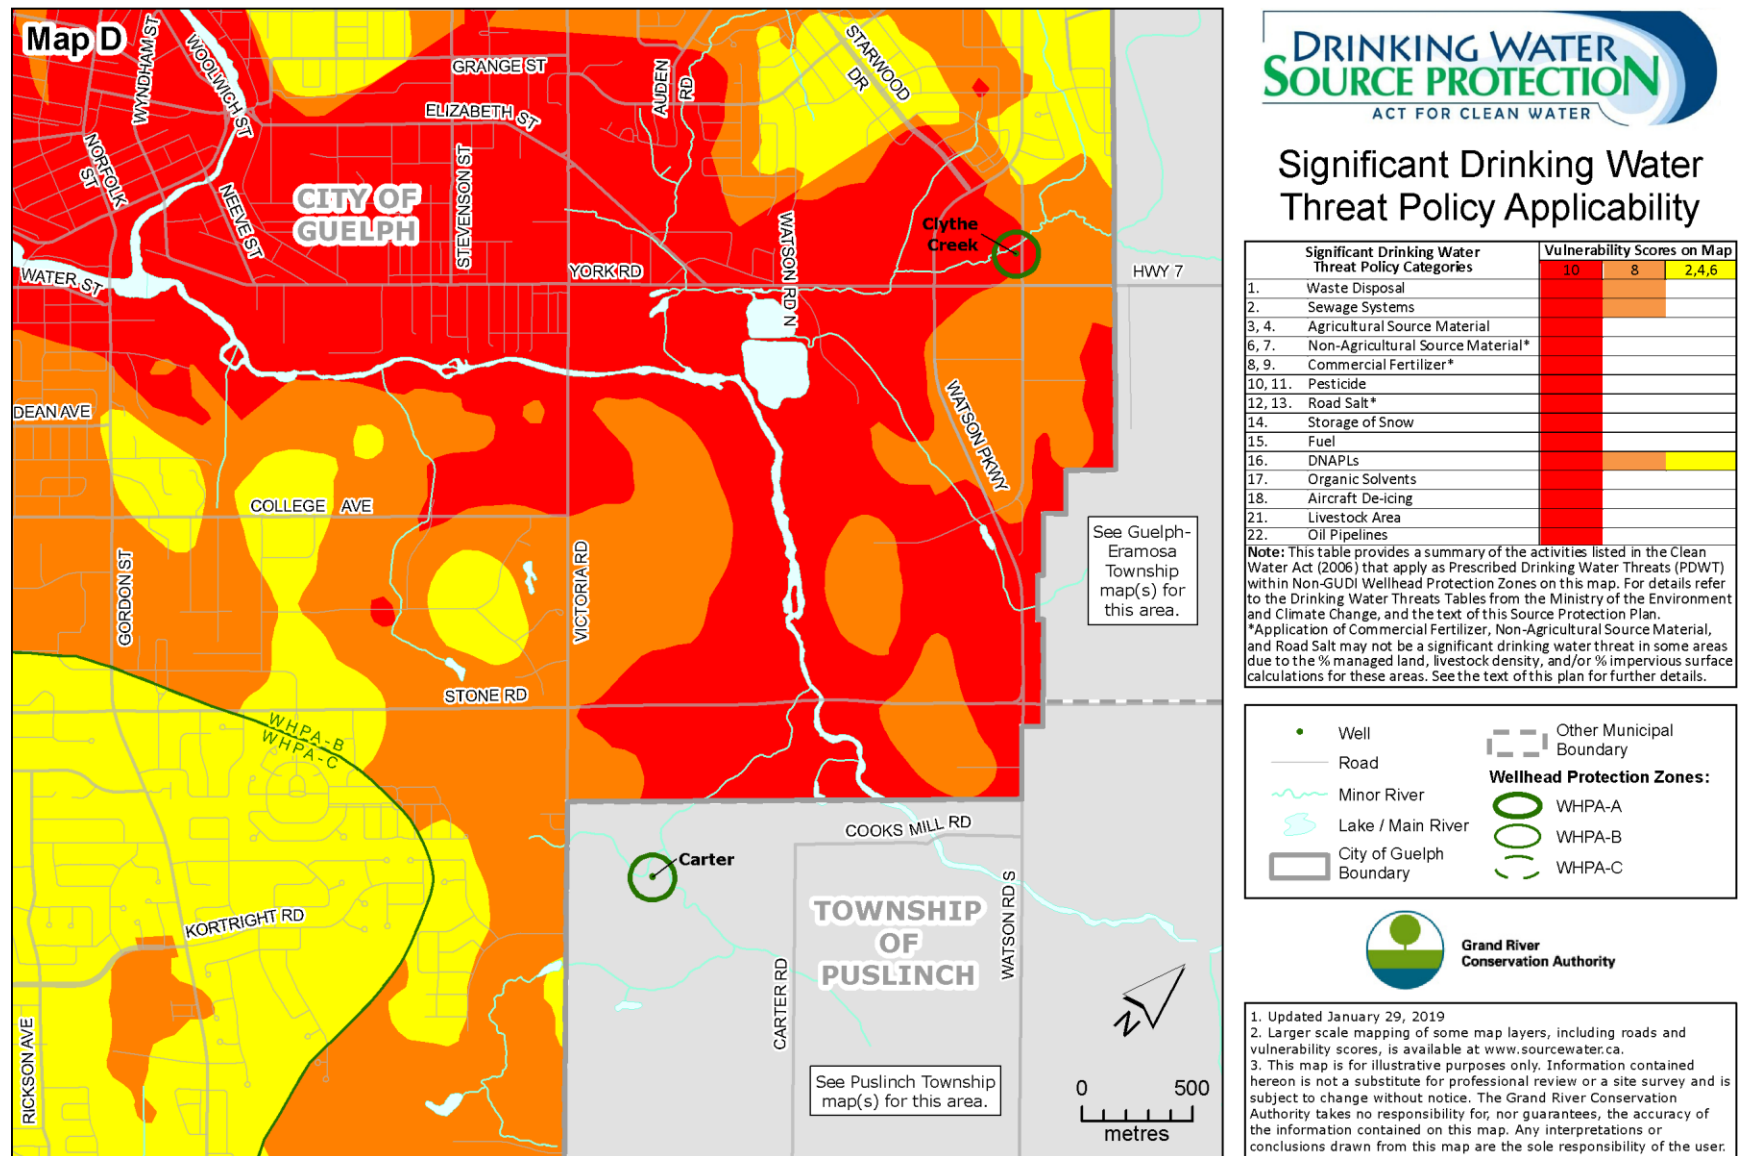 Map D
WYNDHAM ST
WOOLWICH ST
NORFOLK
ST
NEEVE ST
WATER ST
GRANGE ST
ELIZABETH ST
STEVENSON ST
AUDEN
RD
STARWOOD
DR
CITY OF
GUELPH
YORK RD
WATSON RD N
Clythe
Creek
HWY 7
WATSON PKWY
DEAN AVE
COLLEGE AVE
GORDON ST
VICTORIA RD
STONE RD
WHPA-B
WHPA-C
KORTRIGHT RD
RICKSON AVE
See Guelph-
Eramosa
Township
map(s) for
this area.
COOKS MILL RD
Carter
TOWNSHIP
OF
PUSLINCH
CARTER RD
WATSON RD S
See Puslinch Township
map(s) for this area.
N
0 500
metres
DRINKING WATER
SOURCE PROTECTION
ACT FOR CLEAN WATER
Significant Drinking Water
Threat Policy Applicability
Significant Drinking Water
Threat Policy Categories
Vulnerability Scores on Map
10 8 2,4,6
1. Waste Disposal
2. Sewage Systems
3, 4. Agricultural Source Material
6, 7. Non-Agricultural Source Material*
8, 9. Commercial Fertilizer*
10, 11. Pesticide
12, 13. Road Salt*
14. Storage of Snow
15. Fuel
16. DNAPLs
17. Organic Solvents
18. Aircraft De-icing
21. Livestock Area
22. Oil Pipelines
Note: This table provides a summary of the activities listed in the Clean
Water Act (2006) that apply as Prescribed Drinking Water Threats (PDWT)
within Non-GUDI Wellhead Protection Zones on this map. For details refer
to the Drinking Water Threats Tables from the Ministry of the Environment
and Climate Change, and the text of this Source Protection Plan.
*Application of Commercial Fertilizer, Non-Agricultural Source Material,
and Road Salt may not be a significant drinking water threat in some areas
due to the % managed land, livestock density, and/or % impervious surface
calculations for these areas. See the text of this plan for further details.
Well
Road
Minor River
Lake / Main River
City of Guelph
Boundary
Other Municipal
Boundary
Wellhead Protection Zones:
WHPA-A
WHPA-B
WHPA-C
Grand River
Conservation Authority
1. Updated January 29, 2019
2. Larger scale mapping of some map layers, including roads and
vulnerability scores, is available at www.sourcewater.ca.
3. This map is for illustrative purposes only. Information contained
hereon is not a substitute for professional review or a site survey and is
subject to change without notice. The Grand River Conservation
Authority takes no responsibility for, nor guarantees, the accuracy of
the information contained on this map. Any interpretations or
conclusions drawn from this map are the sole responsibility of the user.